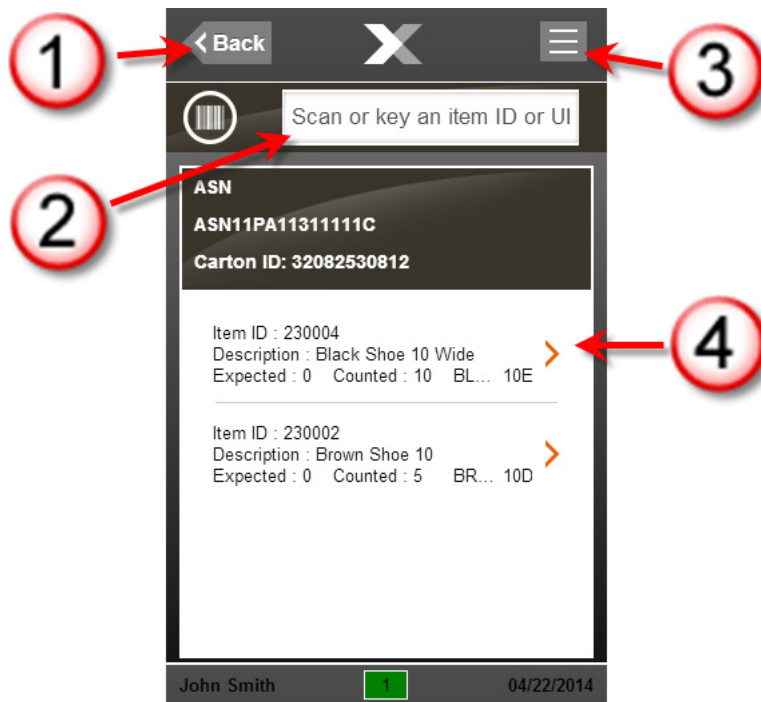 1
Back
3
Scan or key an item ID or UI
2
ASN
ASN11PA11311111C
Carton ID: 32082530812
Item ID : 230004
Description : Black Shoe 10 Wide
Expected : 0 Counted : 10 BL... 10E
4
Item ID : 230002
Description : Brown Shoe 10
Expected : 0 Counted : 5 BR... 10D
John Smith 1 04/22/2014